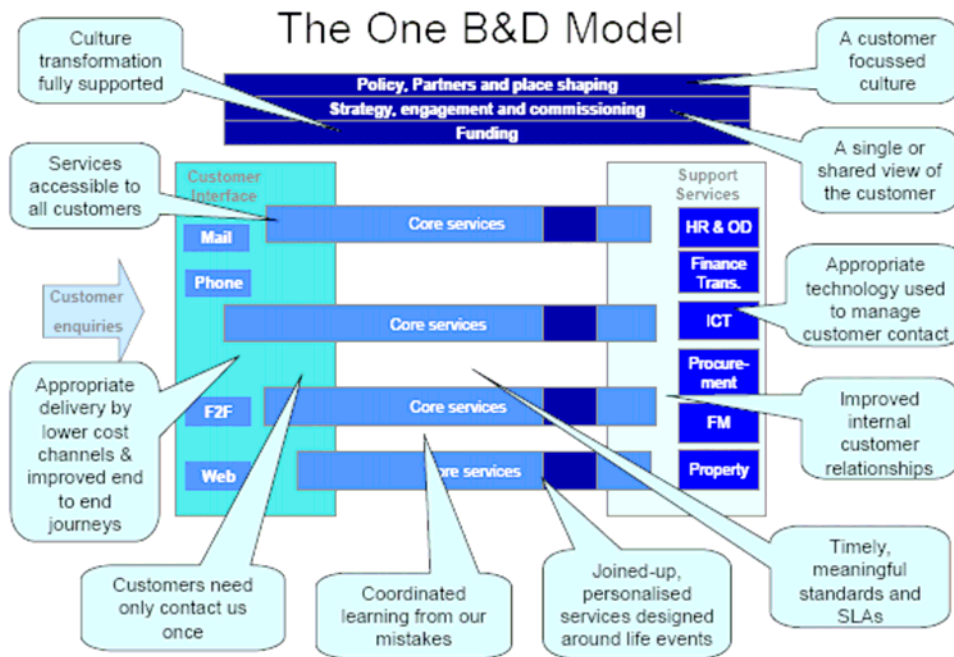 The One B&D Model
Culture
transformation
fully supported
A customer
focussed
culture
Policy, Partners and place shaping
Strategy, engagement and commissioning
Funding
Services
accessible to
all customers
A single or
shared view of
the customer
Customer
Interface
Support
Services
Mail
Core services
HR & OD
Phone
Finance
Trans.
Customer
enquiries
Core services
ICT
Appropriate
technology used
to manage
customer contact
Procure-
ment
Appropriate
delivery by
lower cost
channels &
improved end
to end
journeys
F2F
Core services
FM
Improved
internal
customer
relationships
Web
Core services
Property
Customers need
only contact us
once
Coordinated
learning from our
mistakes
Joined-up,
personalised
services designed
around life events
Timely,
meaningful
standards and
SLAs